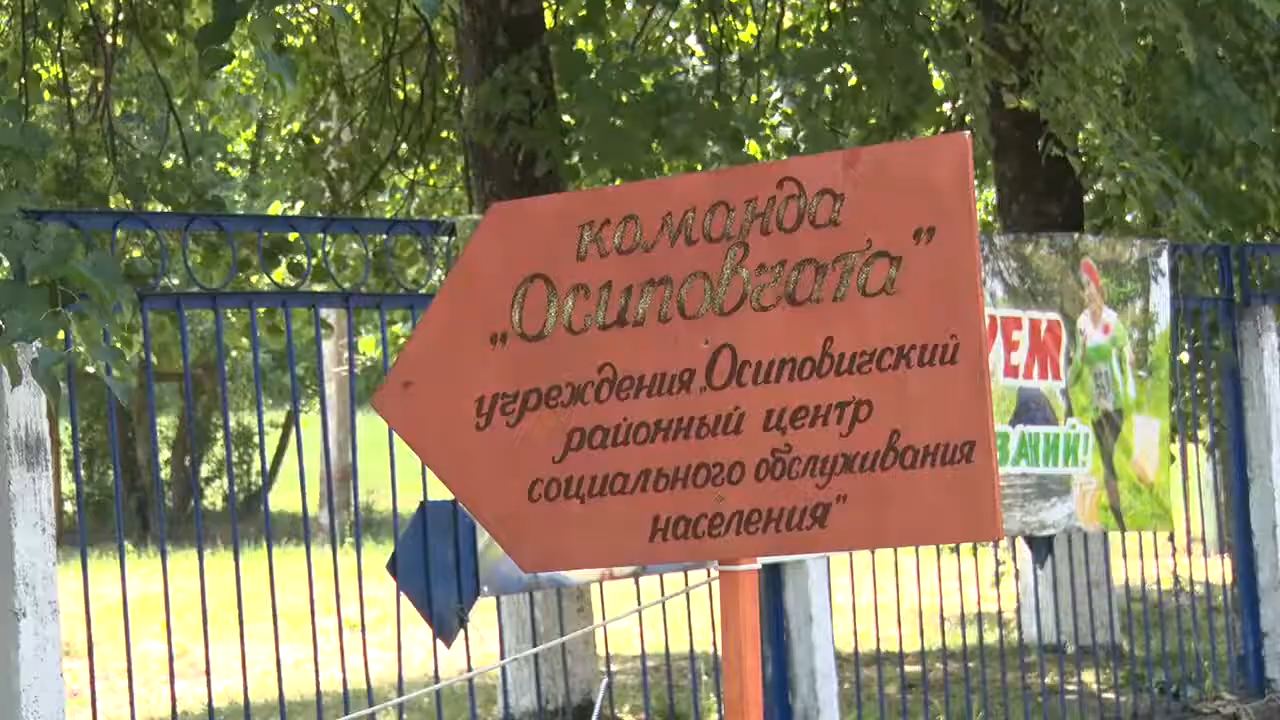 команда
„Осиповчата”
учреждения „Осиповичский
районный центр
социального обслуживания
населения”